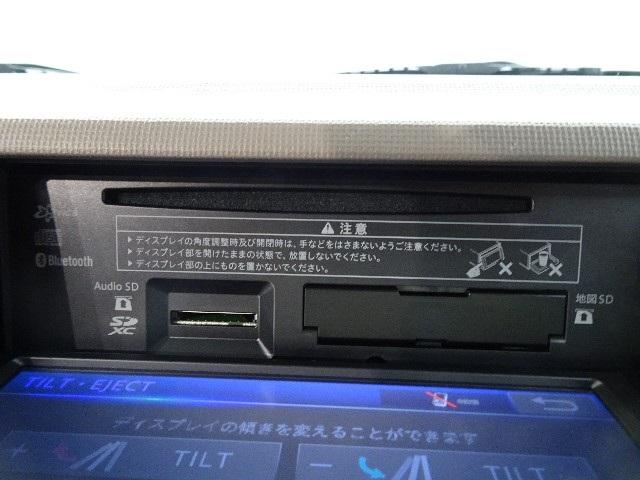 注意
▶ディスプレイの角度調整時及び開閉時は、手などをはさまないようご注意ください。
▶ディスプレイ部を開けたままの状態で、放置しないでください。
▶ディスプレイ部の上にものを置かないでください。
Bluetooth
Audio SD
地図SD
SD
XC
TILT・EJECT
ディスプレイの傾きを変えることができます
+ TILT
− TILT